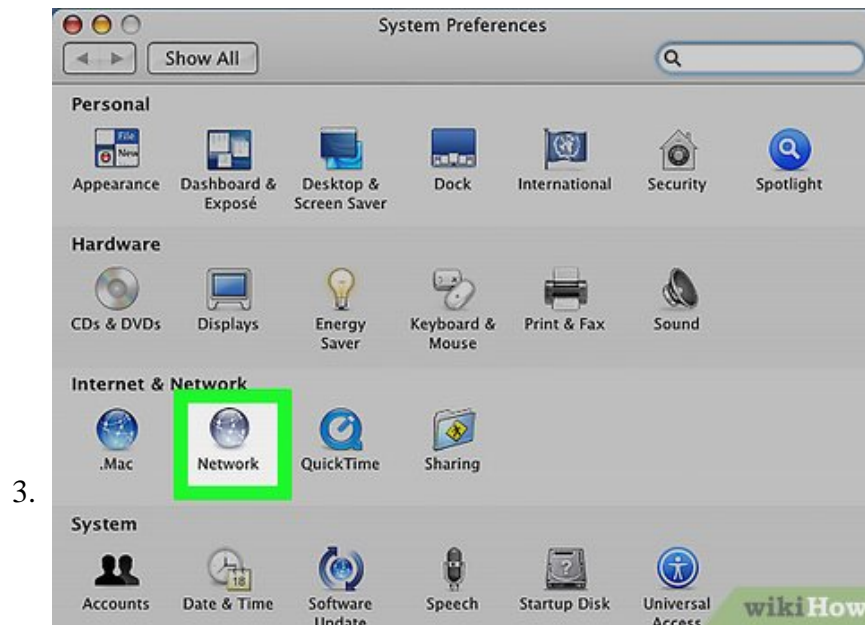 System Preferences
Show All
Personal
File
New
Appearance
Dashboard &
Exposé
Desktop &
Screen Saver
Dock
International
Security
Spotlight
Hardware
CDs & DVDs
Displays
Energy
Saver
Keyboard &
Mouse
Print & Fax
Sound
Internet & Network
.Mac
Network
QuickTime
Sharing
3.
System
18
Accounts
Date & Time
Software
Update
Speech
?
Startup Disk
Universal
Access
wikiHow